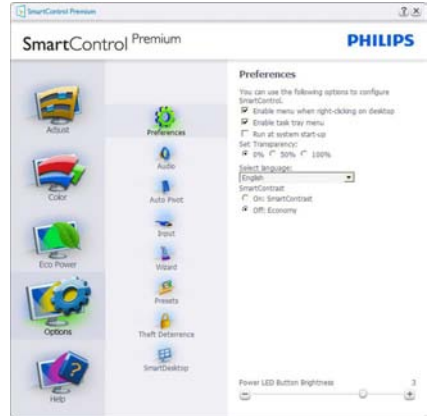 SmartControl Premium
SmartControl Premium
PHILIPS
Adjust
Color
Eco Power
Options
Help
Preferences
Audio
Auto Pivot
Input
Wizard
Presets
Theft Deterrence
SmartDesktop
Preferences
You can use the following options to configure
SmartControl.
Enable menu when right-clicking on desktop
Enable task tray menu
Run at system start-up
Set Transparency:
0% 50% 100%
Select language:
English
SmartContrast
On: SmartContrast
Off: Economy
Power LED Button Brightness 3